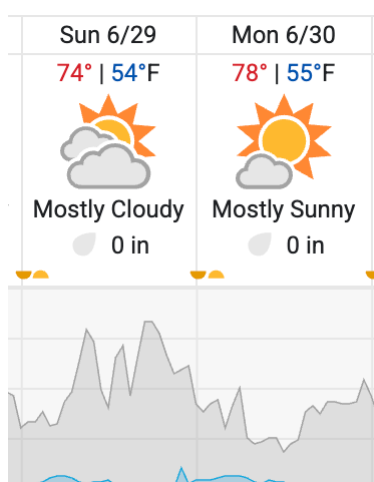 Sun 6/29
Mon 6/30
74° | 54°F
78° | 55°F
Mostly Cloudy
Mostly Sunny
0 in
0 in